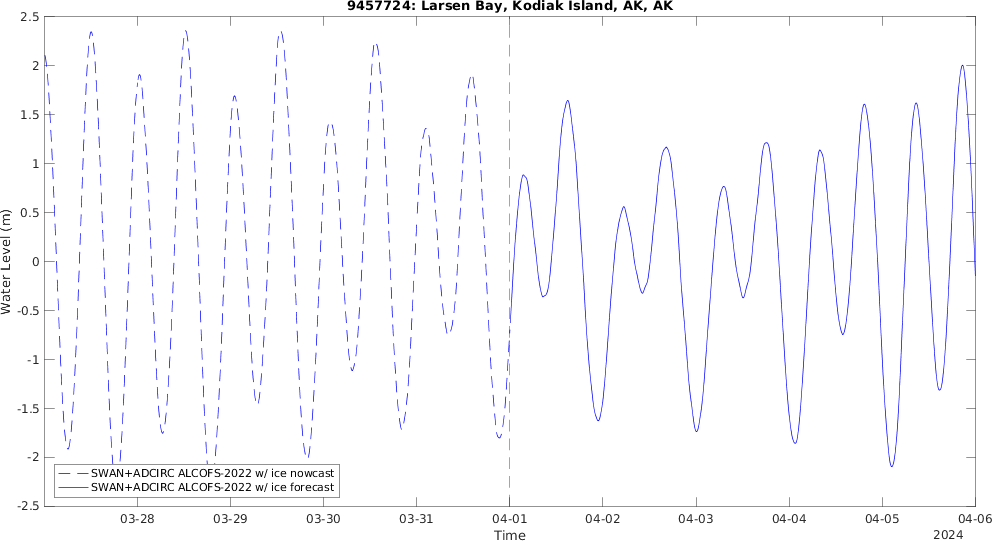 9457724: Larsen Bay, Kodiak Island, AK, AK
2.5
2
1.5
1
0.5
0
-0.5
-1
-1.5
-2
-2.5
Water Level (m)
SWAN+ADCIRC ALCOFS-2022 w/ ice nowcast
SWAN+ADCIRC ALCOFS-2022 w/ ice forecast
03-28 03-29 03-30 03-31 04-01 04-02 04-03 04-04 04-05 04-06
Time
2024